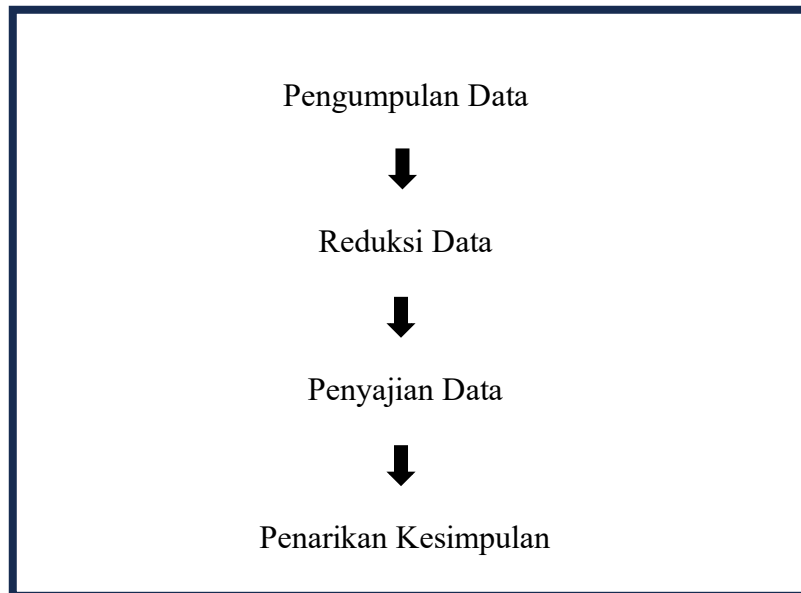 Pengumpulan Data
Reduksi Data
Penyajian Data
Penarikan Kesimpulan